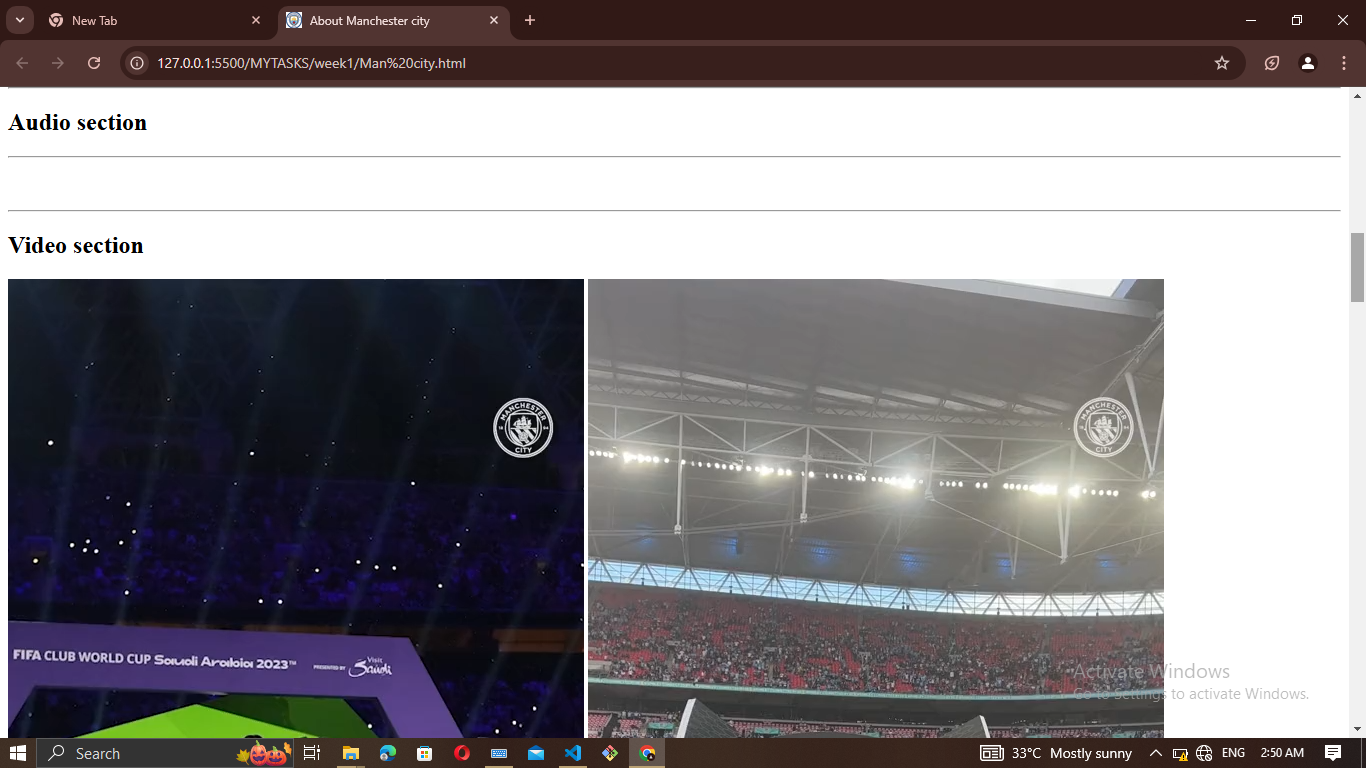 New Tab
About Manchester city
127.0.0.1:5500/MYTASKS/week1/Man%20city.html
Audio section
Video section
MANCHESTER
CITY
MANCHESTER
CITY
FIFA CLUB WORLD CUP Saudi Arabia 2023™
PRESENTED BY Visit Saudi
Activate Windows
Go to Settings to activate Windows.
Search
33°C Mostly sunny
ENG
2:50 AM